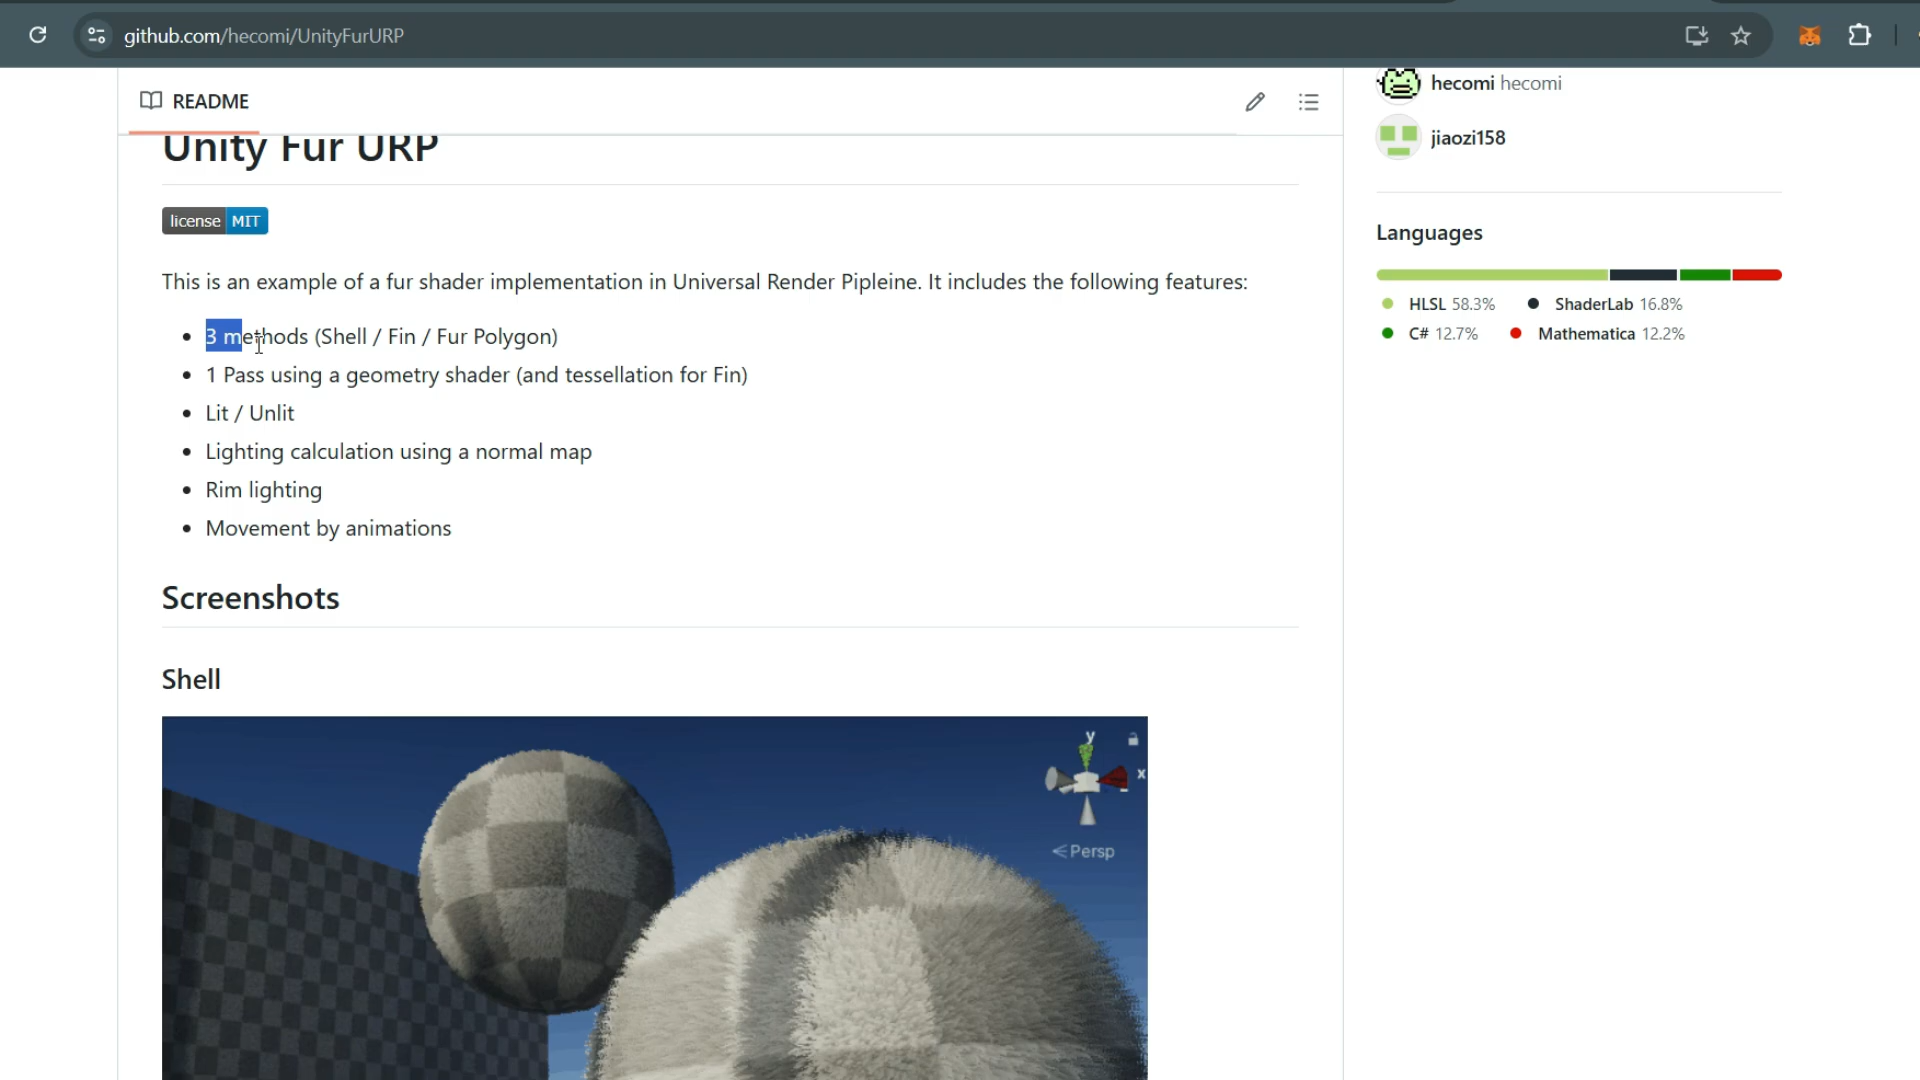 github.com/hecomi/UnityFurURP
README
hecomi hecomi
jiaozi158
Unity Fur URP
license MIT
This is an example of a fur shader implementation in Universal Render Pipleine. It includes the following features:
3 methods (Shell / Fin / Fur Polygon)
1 Pass using a geometry shader (and tessellation for Fin)
Lit / Unlit
Lighting calculation using a normal map
Rim lighting
Movement by animations
Languages
HLSL 58.3% ShaderLab 16.8%
C# 12.7% Mathematica 12.2%
Screenshots
Shell
y
x
Persp